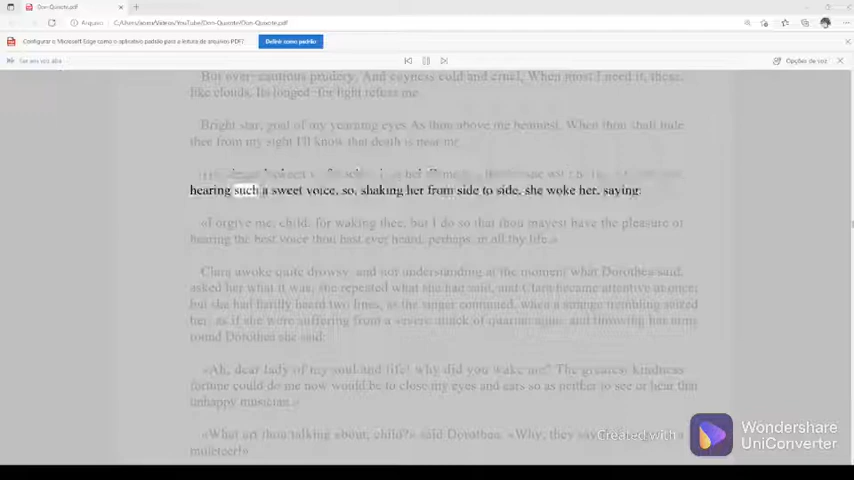 Don-Quixote.pdf
Arquivo C:/Users/
/Videos/YouTube/Don-Quixote/Don-Quixote.pdf
Configurar o Microsoft Edge como o aplicativo padrão para a leitura de arquivos PDF?
Definir como padrão
Ler em voz alta
Opções de voz
But over-cautious prudery, And coyness cold and cruel, When most I need it, these,
like clouds, Its longed-for light refuse me.
Bright star, goal of my yearning eyes As thou above me beamest, When thou shalt hide
thee from my sight I'll know that death is near me.
hearing such a sweet voice, so, shaking her from side to side, she woke her, saying:
«Forgive me, child, for waking thee, but I do so that thou mayest have the pleasure of
hearing the best voice thou hast ever heard, perhaps, in all thy life.»
Clara awoke quite drowsy, and not understanding at the moment what Dorothea said,
asked her what it was; she repeated what she had said, and Clara became attentive at once;
but she had hardly heard two lines, as the singer continued, when a strange trembling seized
her, as if she were suffering from a severe attack of quartan ague, and throwing her arms
round Dorothea she said:
«Ah, dear lady of my soul and life! why did you wake me? The greatest kindness
fortune could do me now would be to close my eyes and ears so as neither to see or hear that
unhappy musician.»
«What art thou talking about, child?» said Dorothea. «Why, they say
a
muleteer!»
Created with
Wondershare
UniConverter